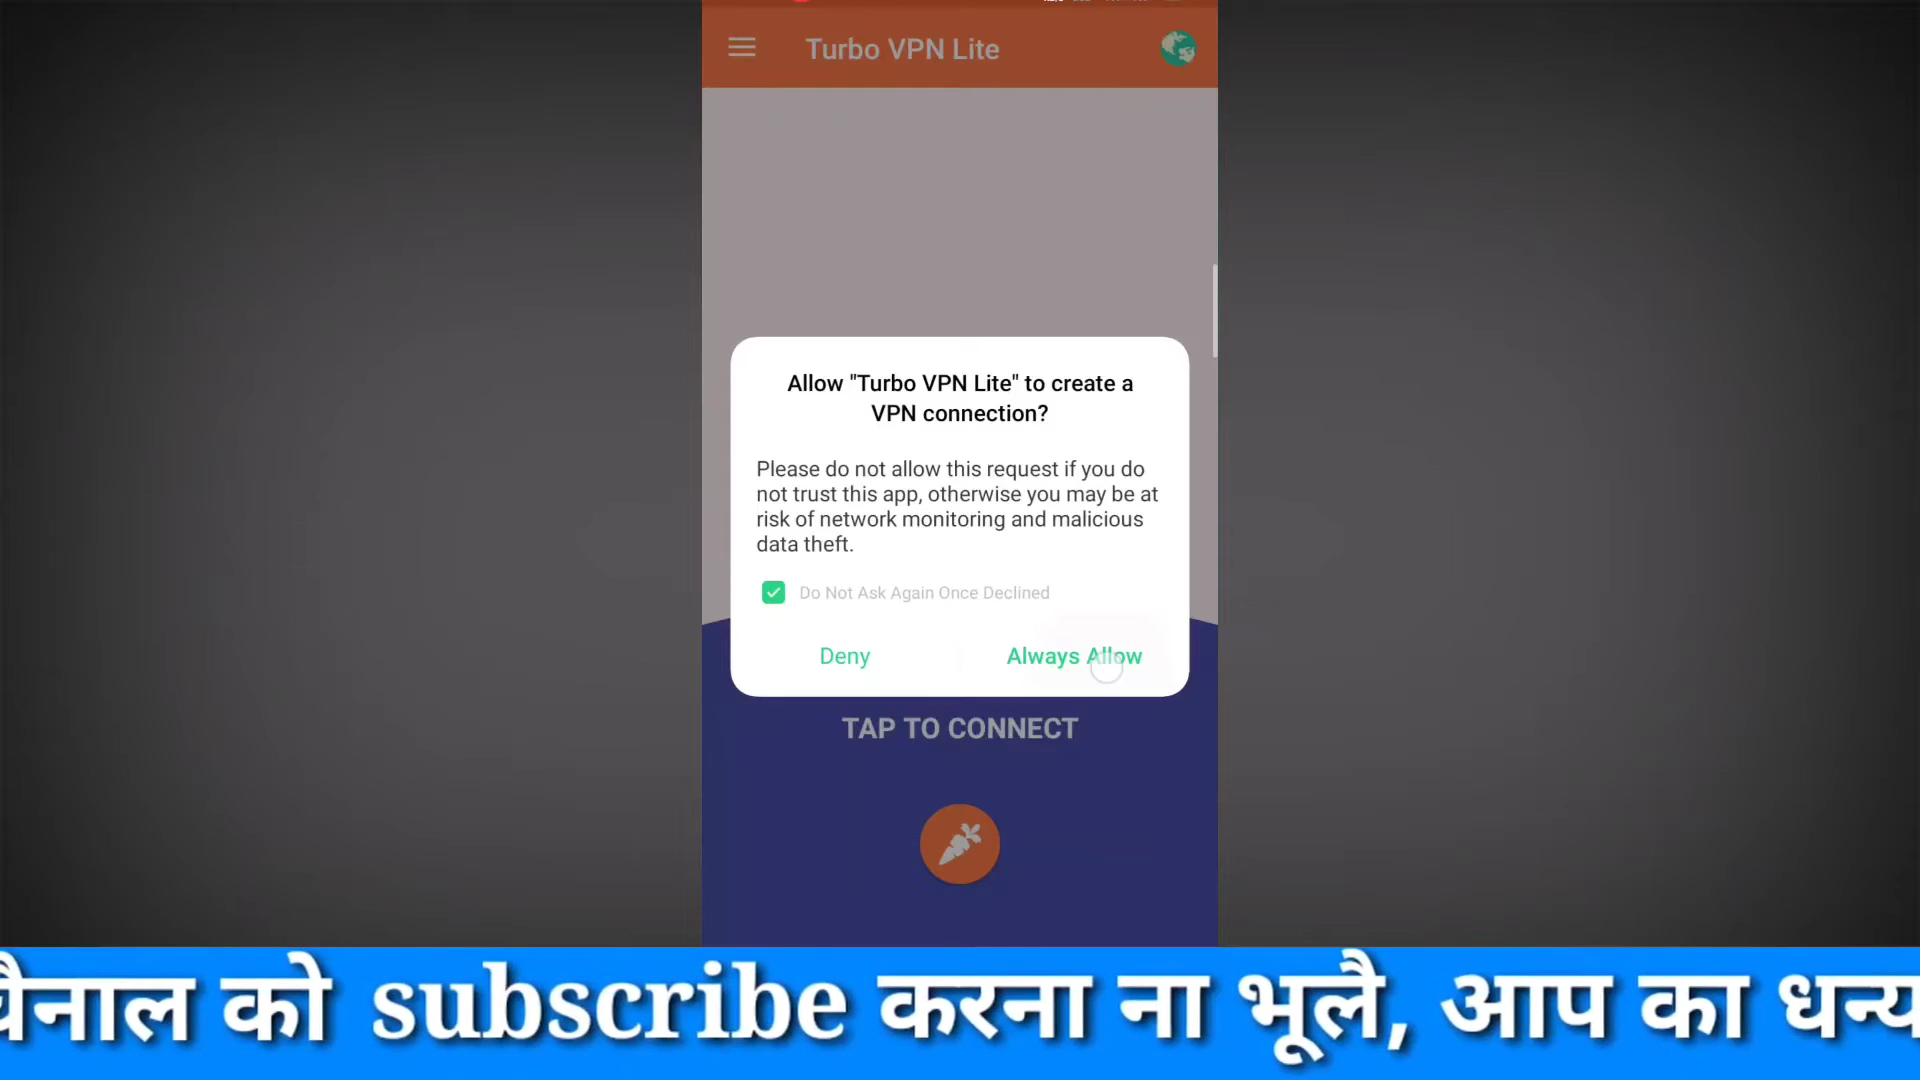 Turbo VPN Lite
Allow "Turbo VPN Lite" to create a
VPN connection?
Please do not allow this request if you do
not trust this app, otherwise you may be at
risk of network monitoring and malicious
data theft.
Do Not Ask Again Once Declined
Deny
Always Allow
TAP TO CONNECT
चैनाल को subscribe करना ना भूलै, आप का धन्य